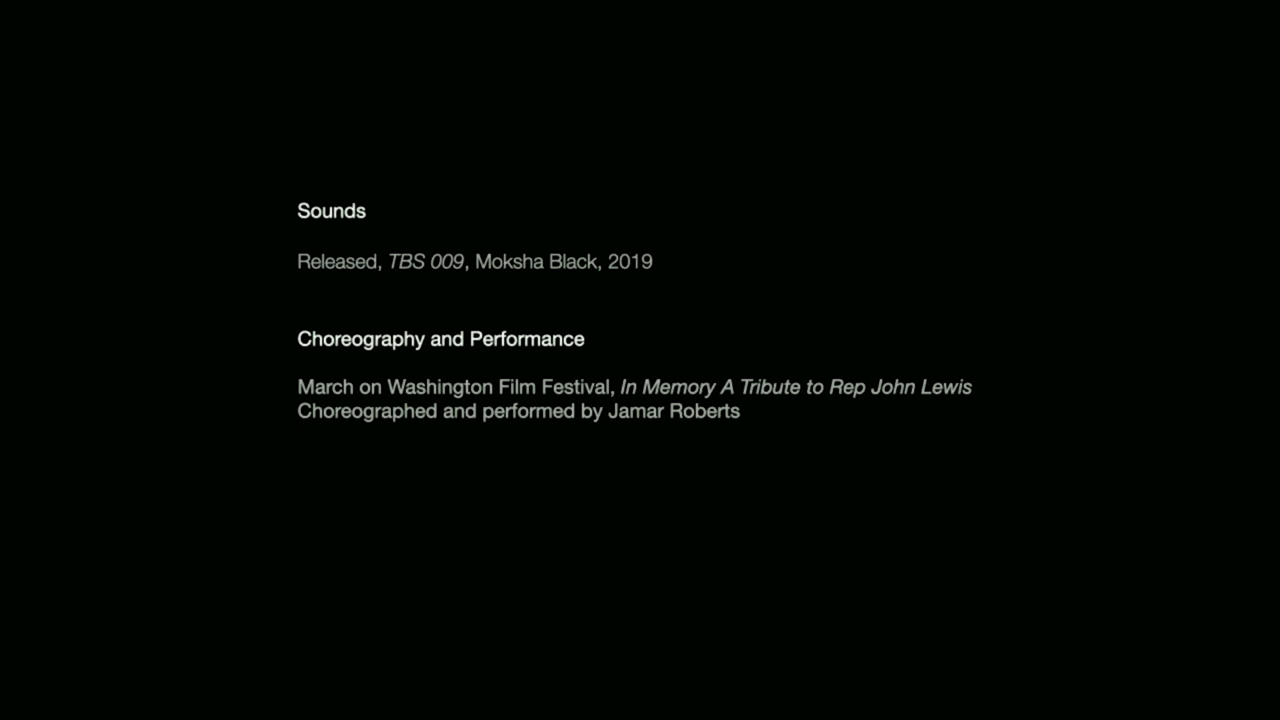 Sounds
Released, TBS 009, Moksha Black, 2019
Choreography and Performance
March on Washington Film Festival, In Memory A Tribute to Rep John Lewis
Choreographed and performed by Jamar Roberts